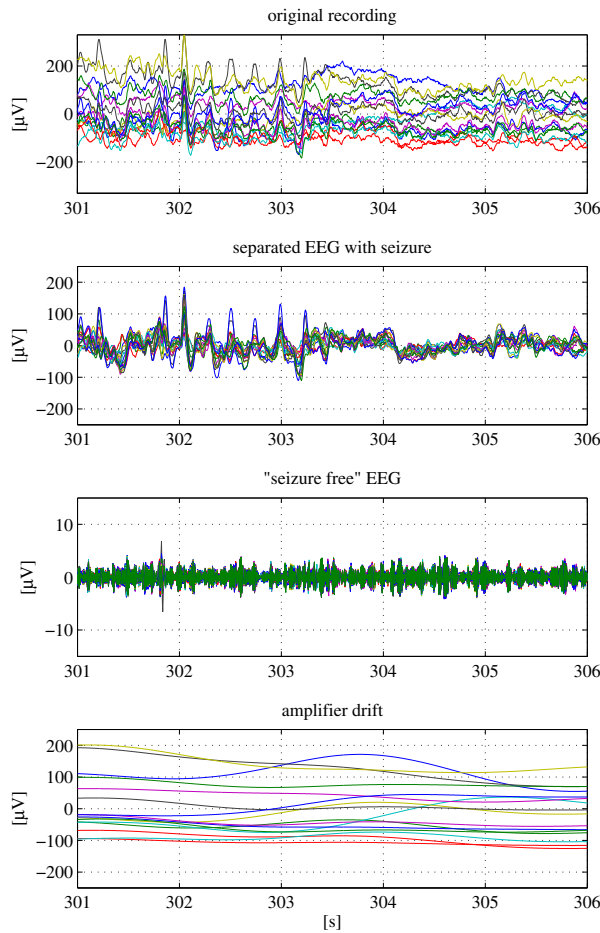 original recording
[µV]
200
0
−200
301 302 303 304 305 306
separated EEG with seizure
[µV]
200
100
0
−100
−200
301 302 303 304 305 306
"seizure free" EEG
[µV]
10
0
−10
301 302 303 304 305 306
amplifier drift
[µV]
200
100
0
−100
−200
301 302 303 304 305 306
[s]